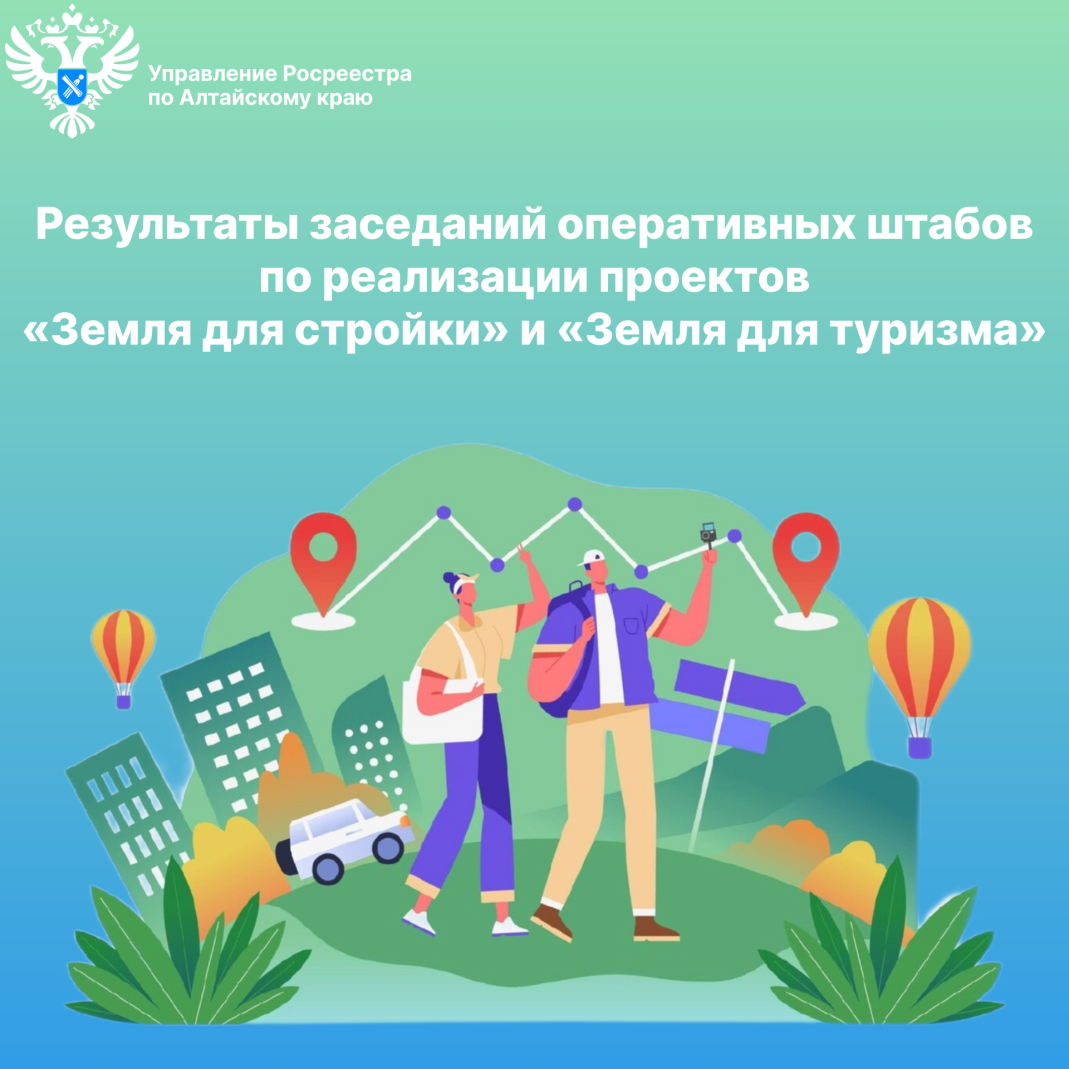 Управление Росреестра
по Алтайскому краю
Результаты заседаний оперативных штабов
по реализации проектов
«Земля для стройки» и «Земля для туризма»